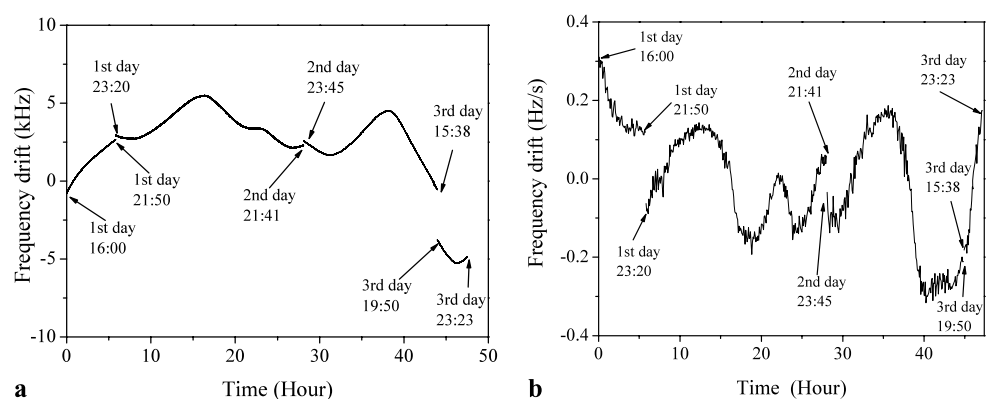 10
5
0
-5
-10
Frequency drift (kHz)
1st day
23:20
2nd day
23:45
3rd day
15:38
1st day
21:50
2nd day
21:41
1st day
16:00
3rd day
19:50
3rd day
23:23
0
10
20
30
40
50
Time (Hour)
a
0.4
0.2
0.0
-0.2
-0.4
Frequency drift (Hz/s)
1st day
16:00
1st day
21:50
2nd day
21:41
3rd day
23:23
3rd day
15:38
1st day
23:20
2nd day
23:45
3rd day
19:50
0
10
20
30
40
Time (Hour)
b